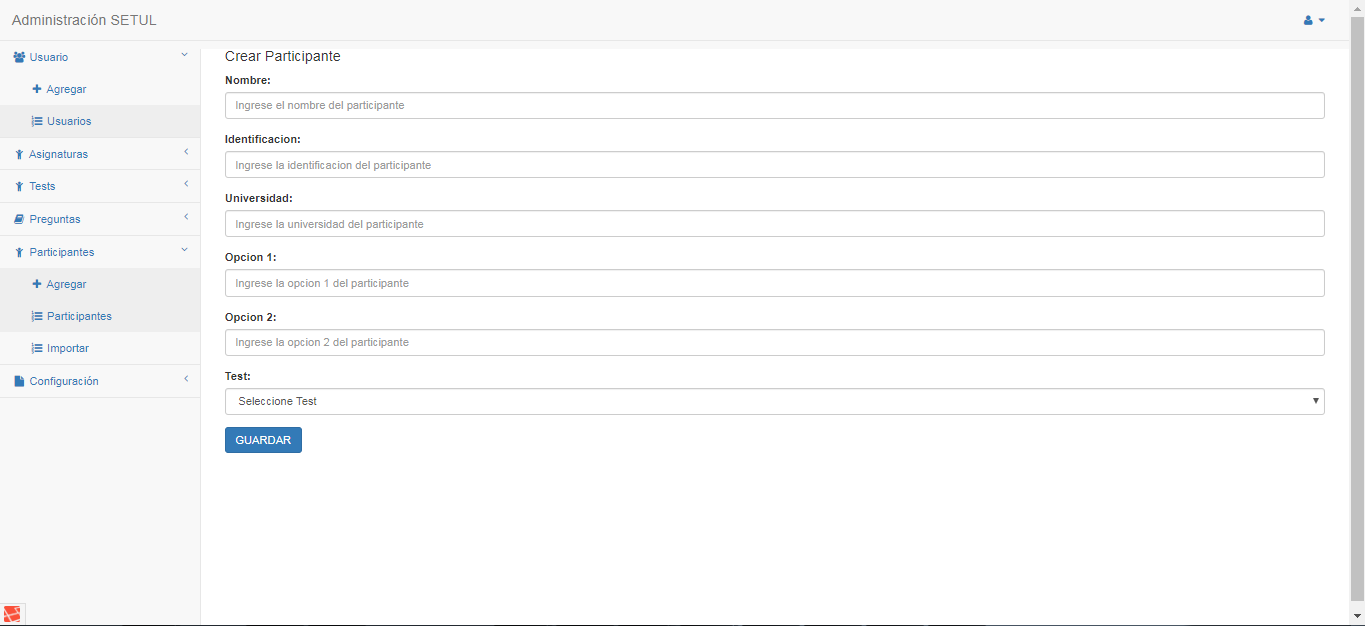 Administración SETUL
Usuario
Agregar
Usuarios
Asignaturas
Tests
Preguntas
Participantes
Agregar
Participantes
Importar
Configuración
Crear Participante
Nombre:
Ingrese el nombre del participante
Identificacion:
Ingrese la identificacion del participante
Universidad:
Ingrese la universidad del participante
Opcion 1:
Ingrese la opcion 1 del participante
Opcion 2:
Ingrese la opcion 2 del participante
Test:
Seleccione Test
GUARDAR